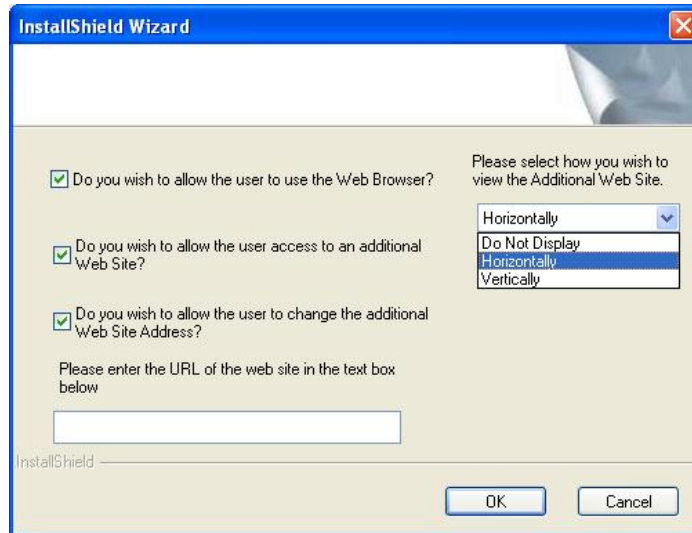 InstallShield Wizard
Do you wish to allow the user to use the Web Browser?
Please select how you wish to
view the Additional Web Site.
Horizontally
Do Not Display
Horizontally
Vertically
Do you wish to allow the user access to an additional
Web Site?
Do you wish to allow the user to change the additional
Web Site Address?
Please enter the URL of the web site in the text box
below
InstallShield
OK
Cancel